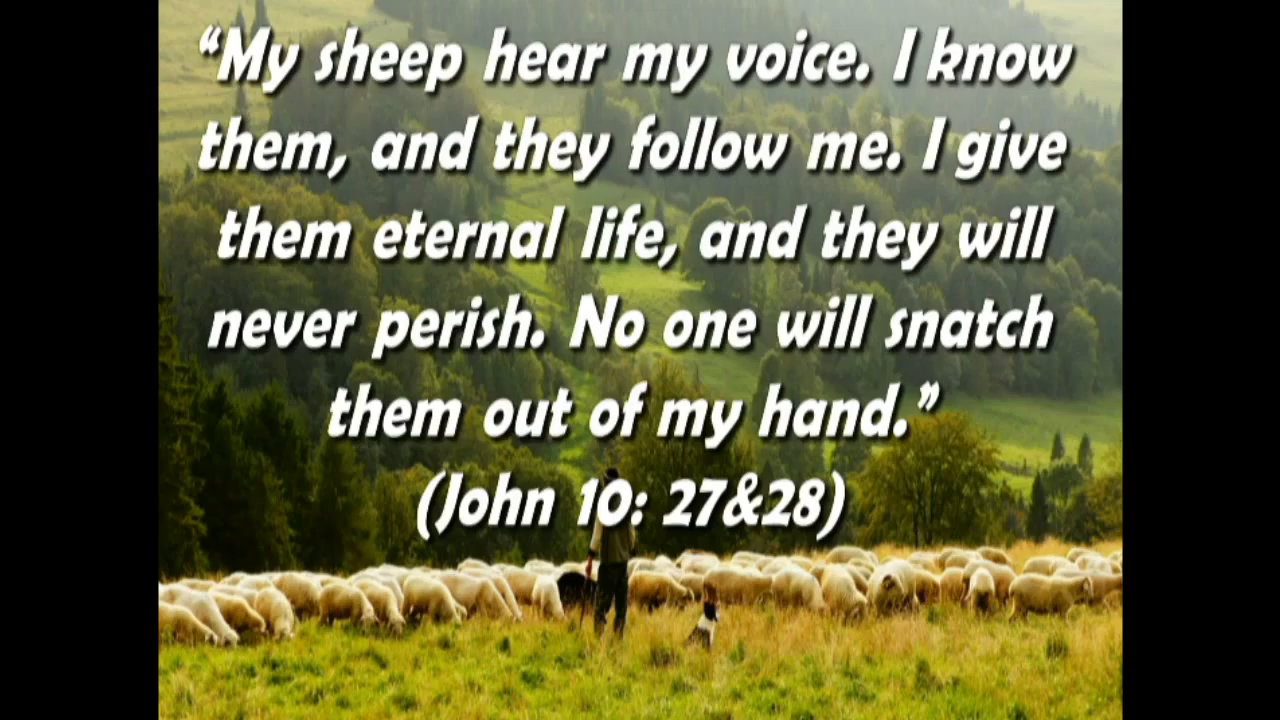 “My sheep hear my voice. I know
them, and they follow me. I give
them eternal life, and they will
never perish. No one will snatch
them out of my hand.”
(John 10: 27&28)